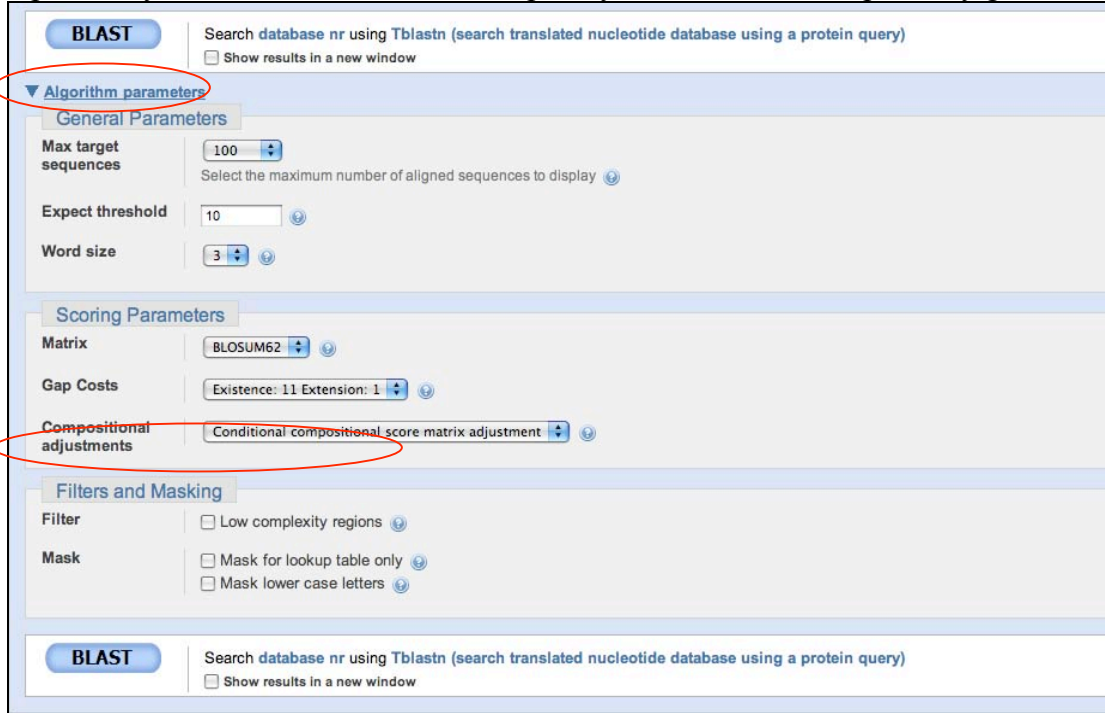 BLAST
Search database nr using Tblastn (search translated nucleotide database using a protein query)
Show results in a new window
Algorithm parameters
General Parameters
Max target
sequences
100
Select the maximum number of aligned sequences to display
Expect threshold
10
Word size
3
Scoring Parameters
Matrix
BLOSUM62
Gap Costs
Existence: 11 Extension: 1
Compositional
adjustments
Conditional compositional score matrix adjustment
Filters and Masking
Filter
Low complexity regions
Mask
Mask for lookup table only
Mask lower case letters
BLAST
Search database nr using Tblastn (search translated nucleotide database using a protein query)
Show results in a new window